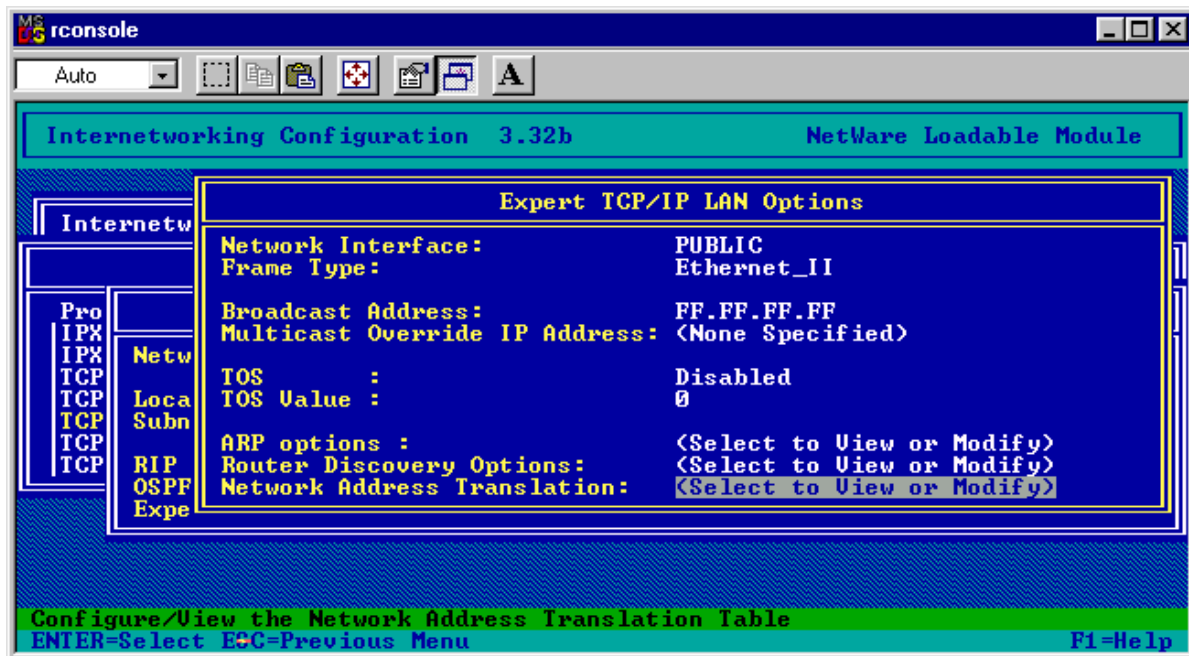 MS
rconsole
Auto
A
Internetworking Configuration 3.32b NetWare Loadable Module
Expert TCP/IP LAN Options
Internetw
Network Interface: PUBLIC
Frame Type: Ethernet_II
Pro
Broadcast Address: FF.FF.FF.FF
IPX
Multicast Override IP Address: (None Specified)
IPX
Netw
TCP
TOS : Disabled
TCP
Loca
TOS Value : 0
TCP
Subn
TCP
ARP options : (Select to View or Modify)
TCP
RIP
Router Discovery Options: (Select to View or Modify)
OSPF
Network Address Translation: (Select to View or Modify)
Expe
Configure/View the Network Address Translation Table
ENTER=Select ESC=Previous Menu F1=Help